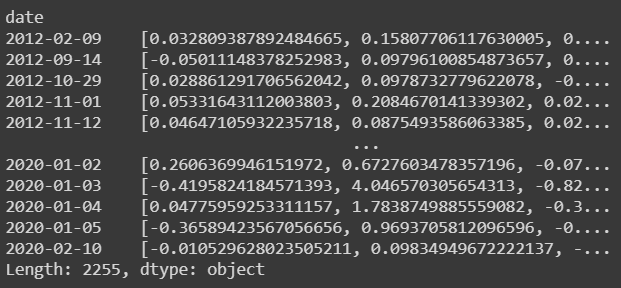 date
2012-02-09    [0.032809387892484665, 0.15807706117630005, 0....
2012-09-14    [-0.05011148378252983, 0.09796100854873657, 0....
2012-10-29    [0.028861291706562042, 0.0978732779622078, -0....
2012-11-01    [0.05331643112003803, 0.2084670141339302, 0.02...
2012-11-12    [0.04647105932235718, 0.0875493586063385, 0.02...
...
2020-01-02    [0.2606369946151972, 0.6727603478357196, -0.07...
2020-01-03    [-0.4195824184571393, 4.046570305654313, -0.82...
2020-01-04    [0.04775959253311157, 1.7838749885559082, -0.3...
2020-01-05    [-0.36589423567056656, 0.9693705812096596, -0....
2020-02-10    [-0.010529628023505211, 0.09834949672222137, -...
Length: 2255, dtype: object